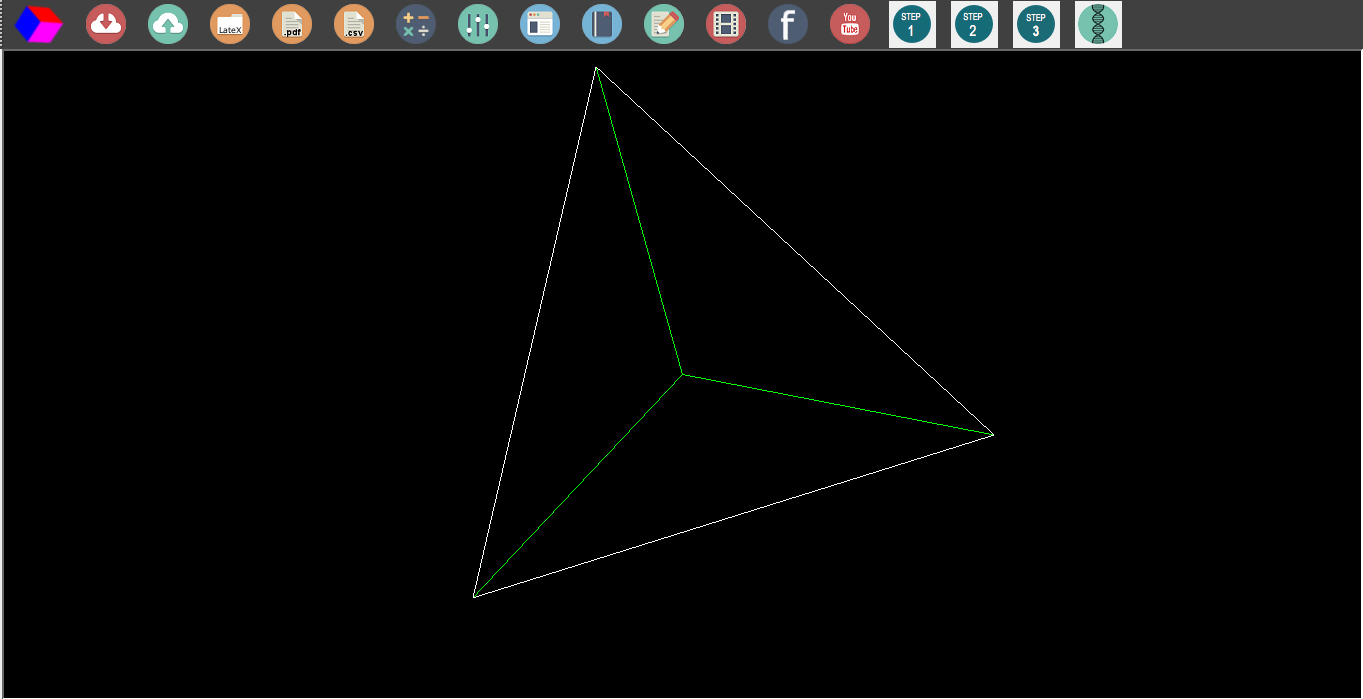 LateX
.pdf
.csv
f
You
Tube
STEP
1
STEP
2
STEP
3